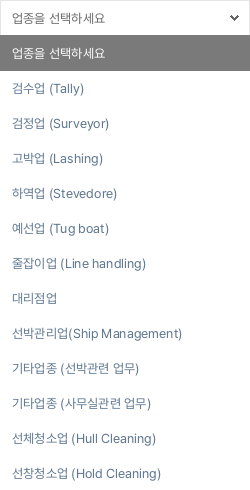 업종을 선택하세요
업종을 선택하세요
검수업 (Tally)
검정업 (Surveyor)
고박업 (Lashing)
하역업 (Stevedore)
예선업 (Tug boat)
줄잡이업 (Line handling)
대리점업
선박관리업(Ship Management)
기타업종 (선박관련 업무)
기타업종 (사무실관련 업무)
선체청소업 (Hull Cleaning)
선창청소업 (Hold Cleaning)